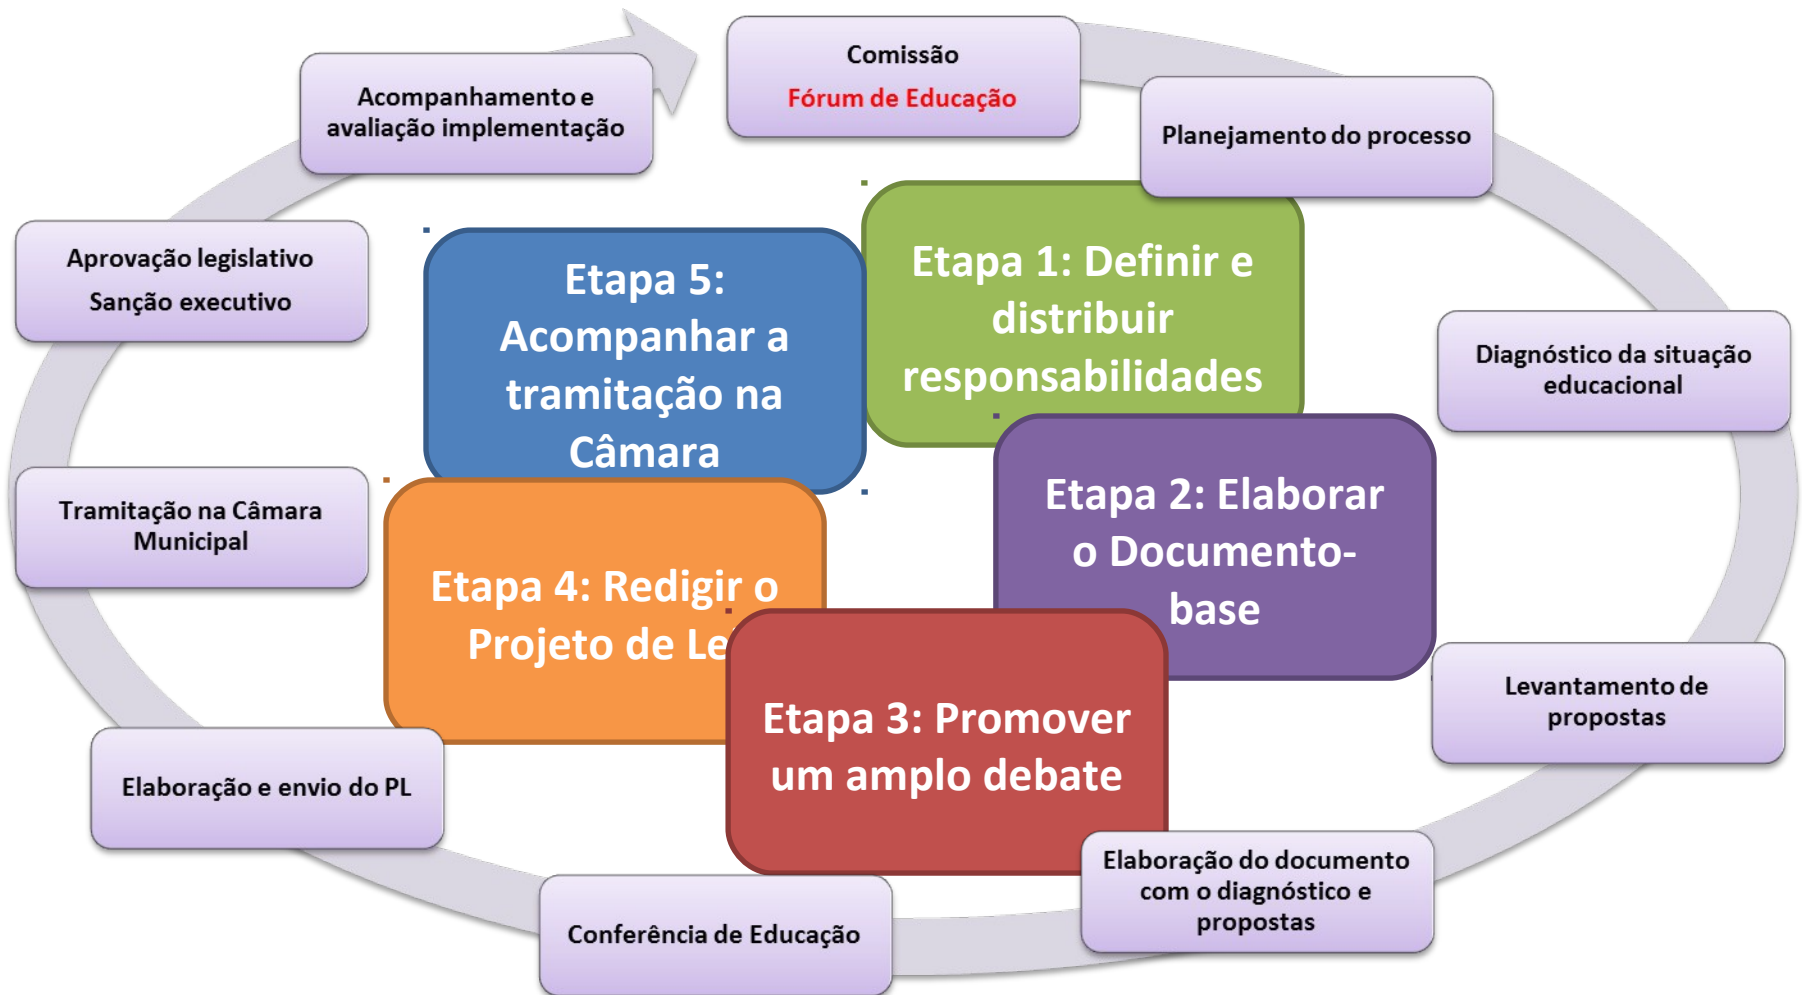 Comissão
Fórum de Educação
Planejamento do processo
Diagnóstico da situação
educacional
Levantamento de
propostas
Elaboração do documento
com o diagnóstico e
propostas
Conferência de Educação
Elaboração e envio do PL
Tramitação na Câmara
Municipal
Aprovação legislativo
Sanção executivo
Acompanhamento e
avaliação implementação
Etapa 1: Definir e
distribuir
responsabilidades
Etapa 2: Elaborar
o Documento-
base
Etapa 3: Promover
um amplo debate
Etapa 4: Redigir o
Projeto de Lei
Etapa 5:
Acompanhar a
tramitação na
Câmara